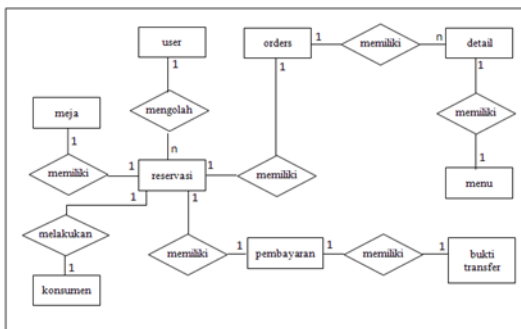 user
orders
1
memiliki
n
detail
1
1
1
mengolah
memiliki
meja
1
n
1
memiliki
1
reservasi
1
memiliki
menu
1
1
melakukan
memiliki
1
pembayaran
1
memiliki
1
bukti
transfer
1
konsumen